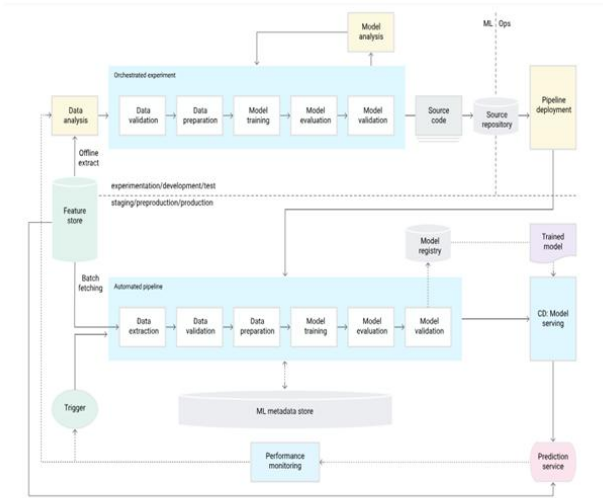 Model
analysis
ML
Ops
Orchestrated experiment
Data
analysis
Data
validation
Data
preparation
Model
training
Model
evaluation
Model
validation
Source
code
Source
repository
Pipeline
deployment
Offline
extract
experimentation/development/test
staging/preproduction/production
Feature
store
Model
registry
Trained
model
Batch
fetching
Automated pipeline
Data
extraction
Data
validation
Data
preparation
Model
training
Model
evaluation
Model
validation
CD: Model
serving
Trigger
ML metadata store
Performance
monitoring
Prediction
service